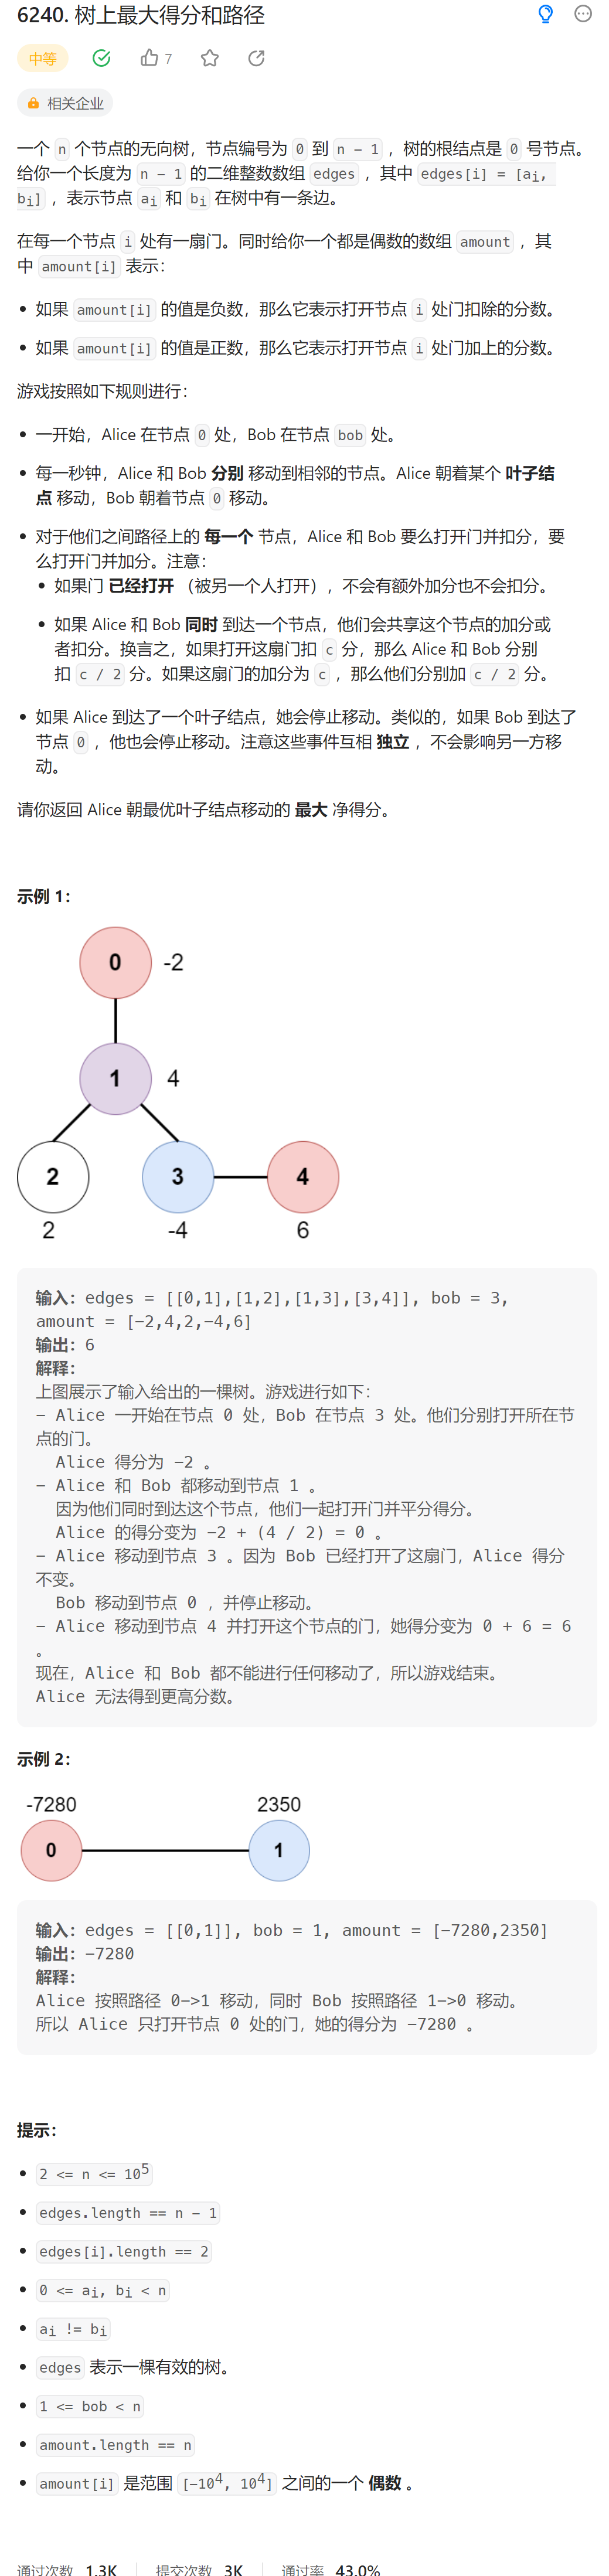 6240. 树上最大得分和路径
中等
7
相关企业
一个 n 个节点的无向树，节点编号为 0 到 n - 1 ，树的根结点是 0 号节点。
给你一个长度为 n - 1 的二维整数数组 edges ，其中 edges[i] = [ai,
bi] ，表示节点 ai 和 bi 在树中有一条边。
在每一个节点 i 处有一扇门。同时给你一个都是偶数的数组 amount ，其
中 amount[i] 表示：
如果 amount[i] 的值是负数，那么它表示打开节点 i 处门扣除的分数。
如果 amount[i] 的值是正数，那么它表示打开节点 i 处门加上的分数。
游戏按照如下规则进行：
一开始，Alice 在节点 0 处，Bob 在节点 bob 处。
每一秒钟，Alice 和 Bob 分别 移动到相邻的节点。Alice 朝着某个 叶子结
点 移动，Bob 朝着节点 0 移动。
对于他们之间路径上的 每一个 节点，Alice 和 Bob 要么打开门并扣分，要
么打开门并加分。注意：
如果门 已经打开 （被另一个人打开），不会有额外加分也不会扣分。
如果 Alice 和 Bob 同时 到达一个节点，他们会共享这个节点的加分或
者扣分。换言之，如果打开这扇门扣 c 分，那么 Alice 和 Bob 分别
扣 c / 2 分。如果这扇门的加分为 c ，那么他们分别加 c / 2 分。
如果 Alice 到达了一个叶子结点，她会停止移动。类似的，如果 Bob 到达了
节点 0 ，他也会停止移动。注意这些事件互相 独立 ，不会影响另一方移
动。
请你返回 Alice 朝最优叶子结点移动的 最大 净得分。
示例 1：
0 -2
1 4
2 3 4
2 -4 6
输入：edges = [[0,1],[1,2],[1,3],[3,4]], bob = 3,
amount = [-2,4,2,-4,6]
输出：6
解释：
上图展示了输入给出的一棵树。游戏进行如下：
- Alice 一开始在节点 0 处，Bob 在节点 3 处。他们分别打开所在节
点的门。
Alice 得分为 -2 。
- Alice 和 Bob 都移动到节点 1 。
因为他们同时到达这个节点，他们一起打开门并平分得分。
Alice 的得分变为 -2 + (4 / 2) = 0 。
- Alice 移动到节点 3 。因为 Bob 已经打开了这扇门，Alice 得分
不变。
Bob 移动到节点 0 ，并停止移动。
- Alice 移动到节点 4 并打开这个节点的门，她得分变为 0 + 6 = 6
。
现在，Alice 和 Bob 都不能进行任何移动了，所以游戏结束。
Alice 无法得到更高分数。
示例 2：
-7280 2350
0 1
输入：edges = [[0,1]], bob = 1, amount = [-7280,2350]
输出：-7280
解释：
Alice 按照路径 0->1 移动，同时 Bob 按照路径 1->0 移动。
所以 Alice 只打开节点 0 处的门，她的得分为 -7280 。
提示：
2 <= n <= 10^5
edges.length == n - 1
edges[i].length == 2
0 <= ai, bi < n
ai != bi
edges 表示一棵有效的树。
1 <= bob < n
amount.length == n
amount[i] 是范围 [-10^4, 10^4] 之间的一个 偶数 。
通过次数 1.3K 提交次数 3K 通过率 43.0%